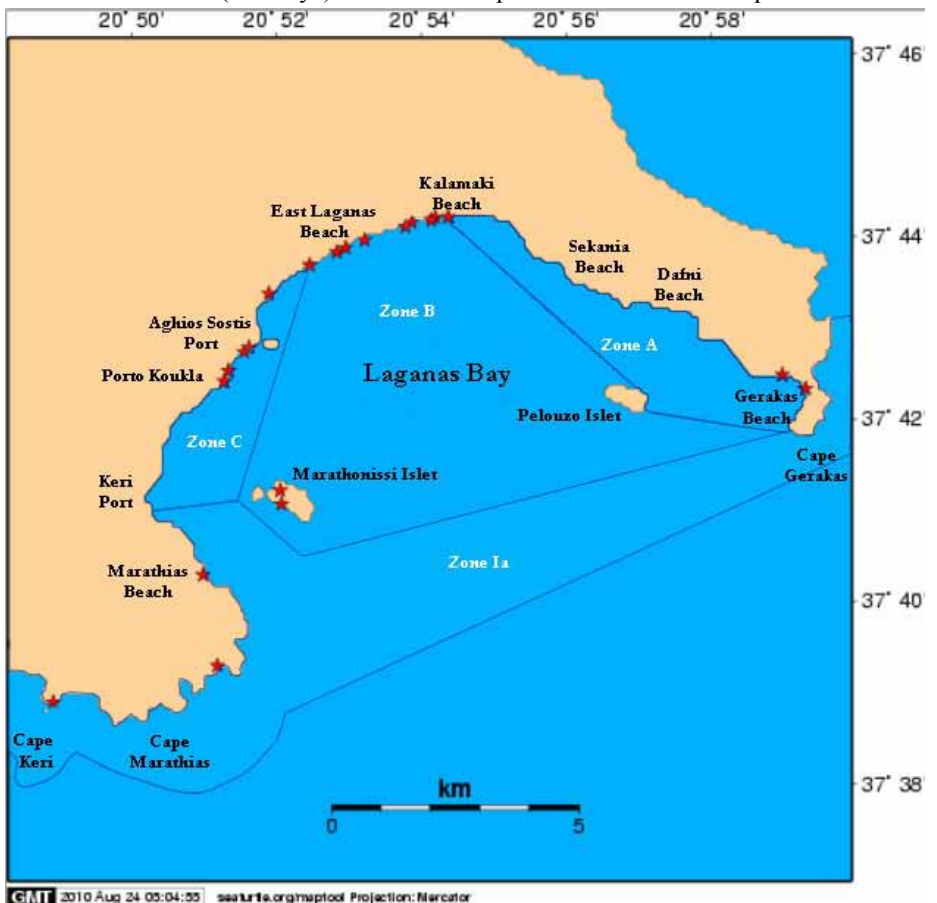 20° 50' 20° 52' 20° 54' 20° 56' 20° 58'
37° 46'
Kalamaki
Beach
East Laganas
Beach
37° 44'
Sekania
Beach
Dafni
Beach
Zone B
Aghios Sostis
Port
Zone A
Laganas Bay
Porto Koukla
Gerakas
Beach
Pelouzo Islet
37° 42'
Zone C
Cape
Gerakas
Marathonissi Islet
Keri
Port
Zone Ia
Marathias
Beach
37° 40'
Cape
Keri
Cape
Marathias
37° 38'
km
0 5
GMT 2010 Aug 24 05:04:55 seaturtle.org/maptool Projection: Mercator